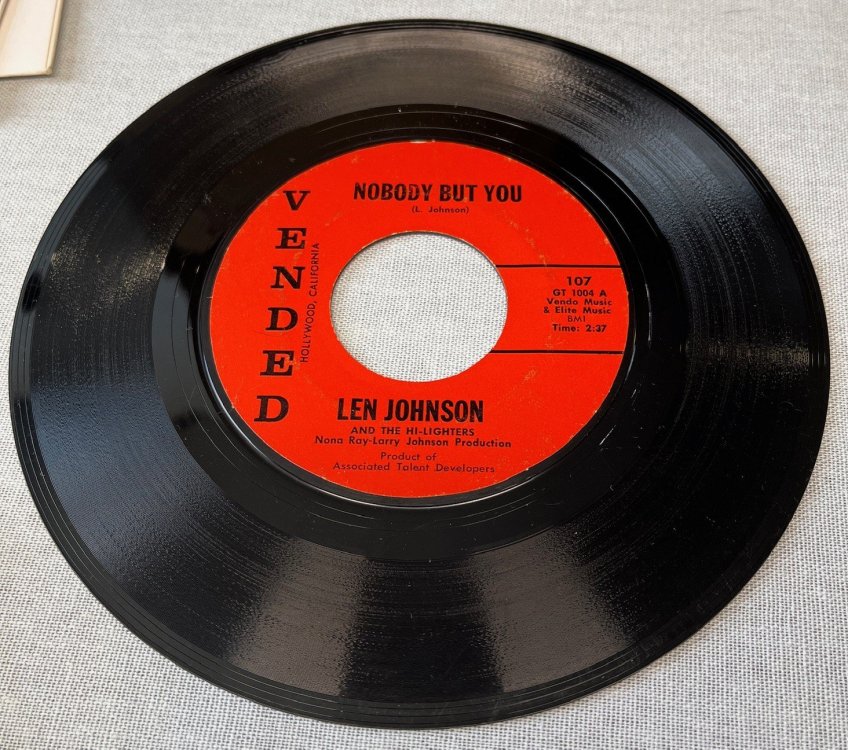 VENDED
HOLLYWOOD, CALIFORNIA
NOBODY BUT YOU
(L. Johnson)
107
GT 1004 A
Vendo Music
& Elite Music
BMI
Time: 2:37
LEN JOHNSON
AND THE HI-LIGHTERS
Nona Ray-Larry Johnson Production
Product of
Associated Talent Developers